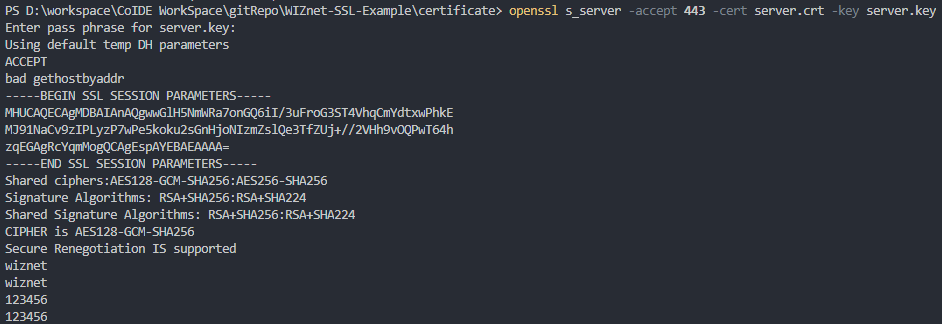 PS D:\workspace\CoIDE WorkSpace\gitRepo\WIZnet-SSL-Example\certificate> openssl s_server -accept 443 -cert server.crt -key server.key
Enter pass phrase for server.key:
Using default temp DH parameters
ACCEPT
bad gethostbyaddr
-----BEGIN SSL SESSION PARAMETERS-----
MHUCAQECAgMDBAIAnAQgwwGlH5NmWRa7onGQ6iI/3uFroG3ST4VhqCmYdtxwPhkE
MJ91NaCv9zIPLyzP7wPe5koku2sGnHjoNIzmZslQe3TfZUj+//2VHh9vOQPwT64h
zqEGAgRcYqmMogQCAgEspAYEBAEAAAA=
-----END SSL SESSION PARAMETERS-----
Shared ciphers:AES128-GCM-SHA256:AES256-SHA256
Signature Algorithms: RSA+SHA256:RSA+SHA224
Shared Signature Algorithms: RSA+SHA256:RSA+SHA224
CIPHER is AES128-GCM-SHA256
Secure Renegotiation IS supported
wiznet
wiznet
123456
123456